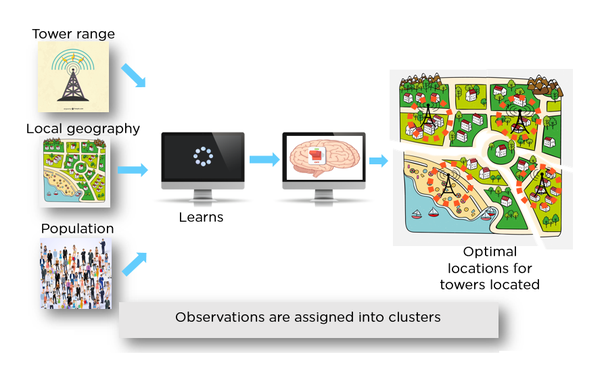 Tower range
Local geography
Population
Learns
Optimal
locations for
towers located
Observations are assigned into clusters